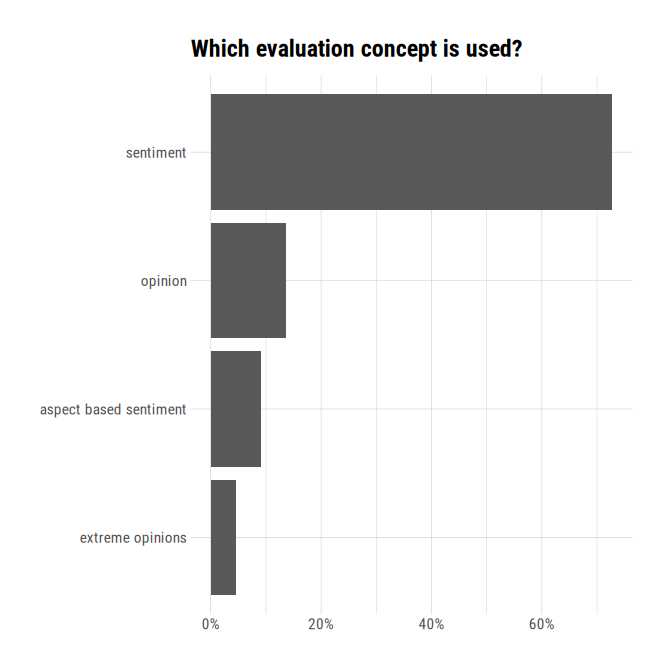 Which evaluation concept is used?
sentiment
opinion
aspect based sentiment
extreme opinions
0% 20% 40% 60%